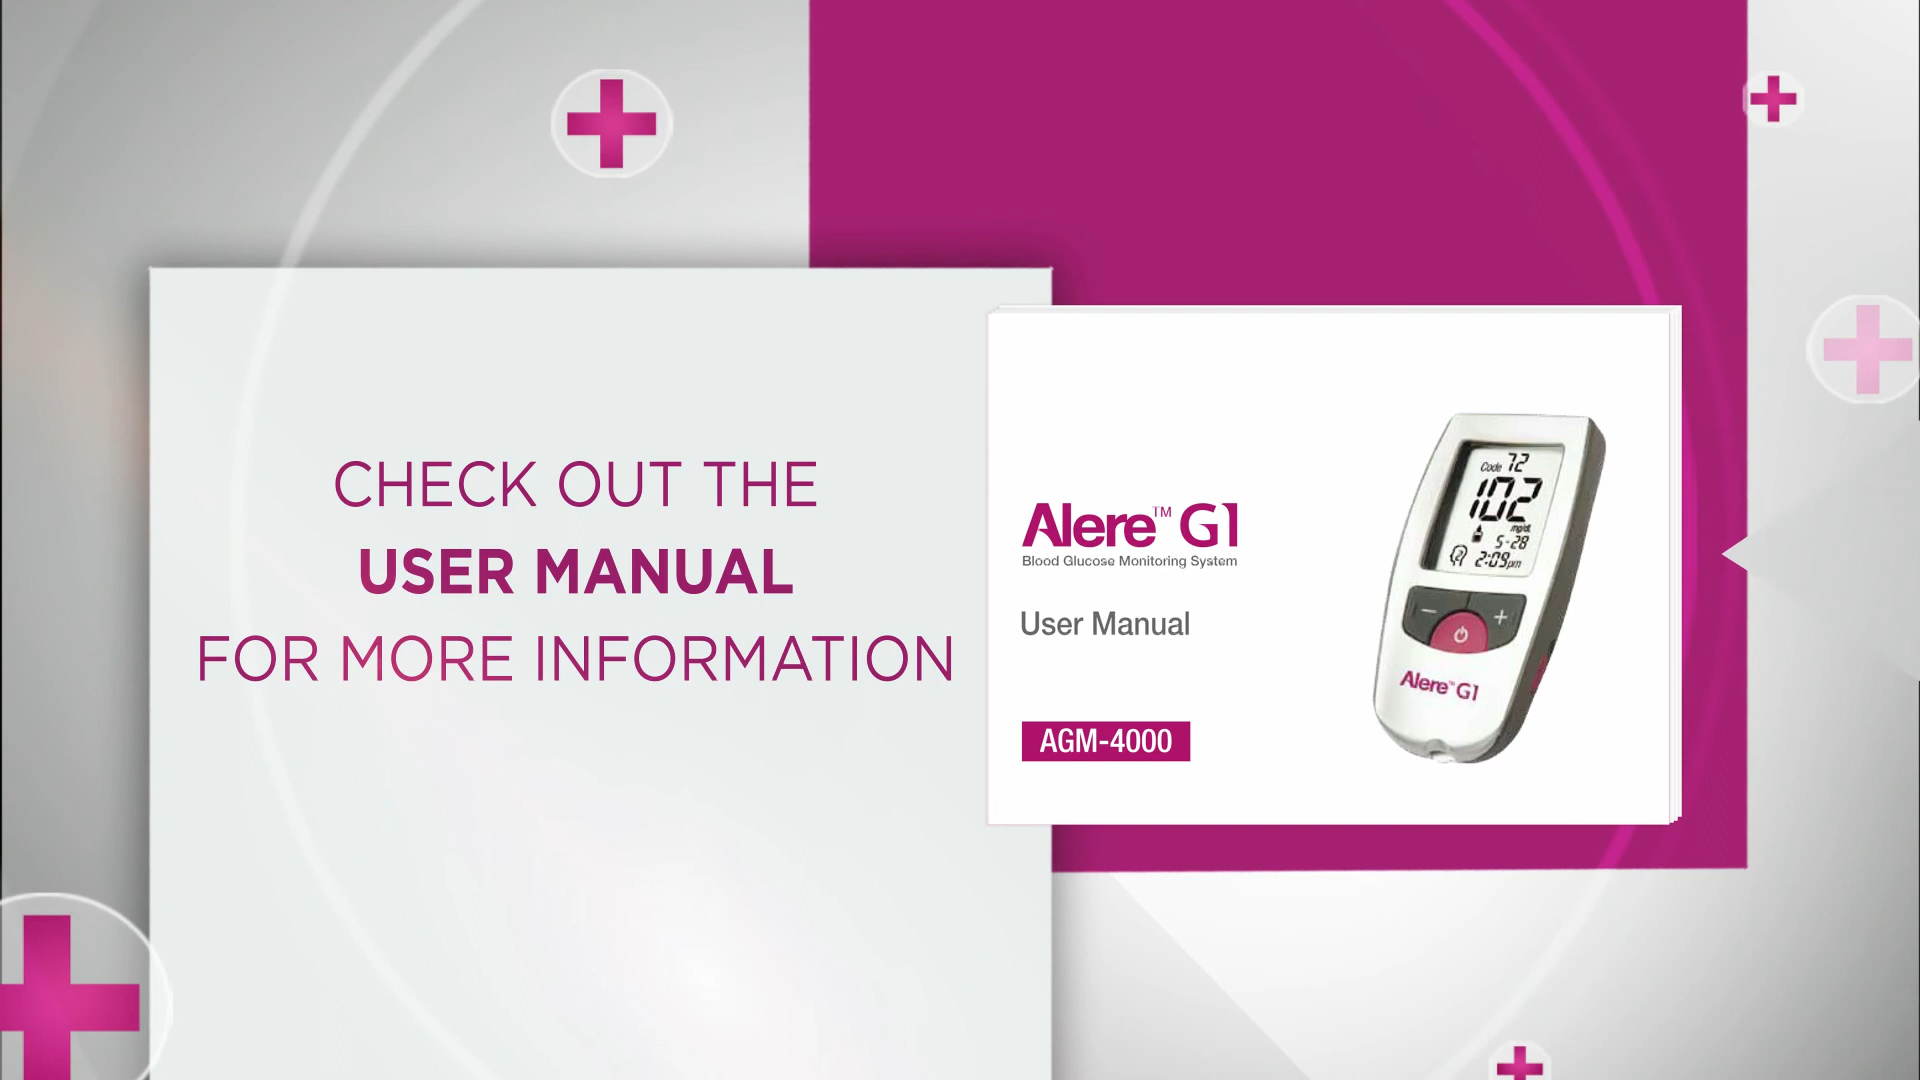 CHECK OUT THE
USER MANUAL
FOR MORE INFORMATION
Alere™ G1
Blood Glucose Monitoring System
User Manual
AGM-4000
Code 72
102
mg/dL
5-28
2:09pm
Alere™ G1